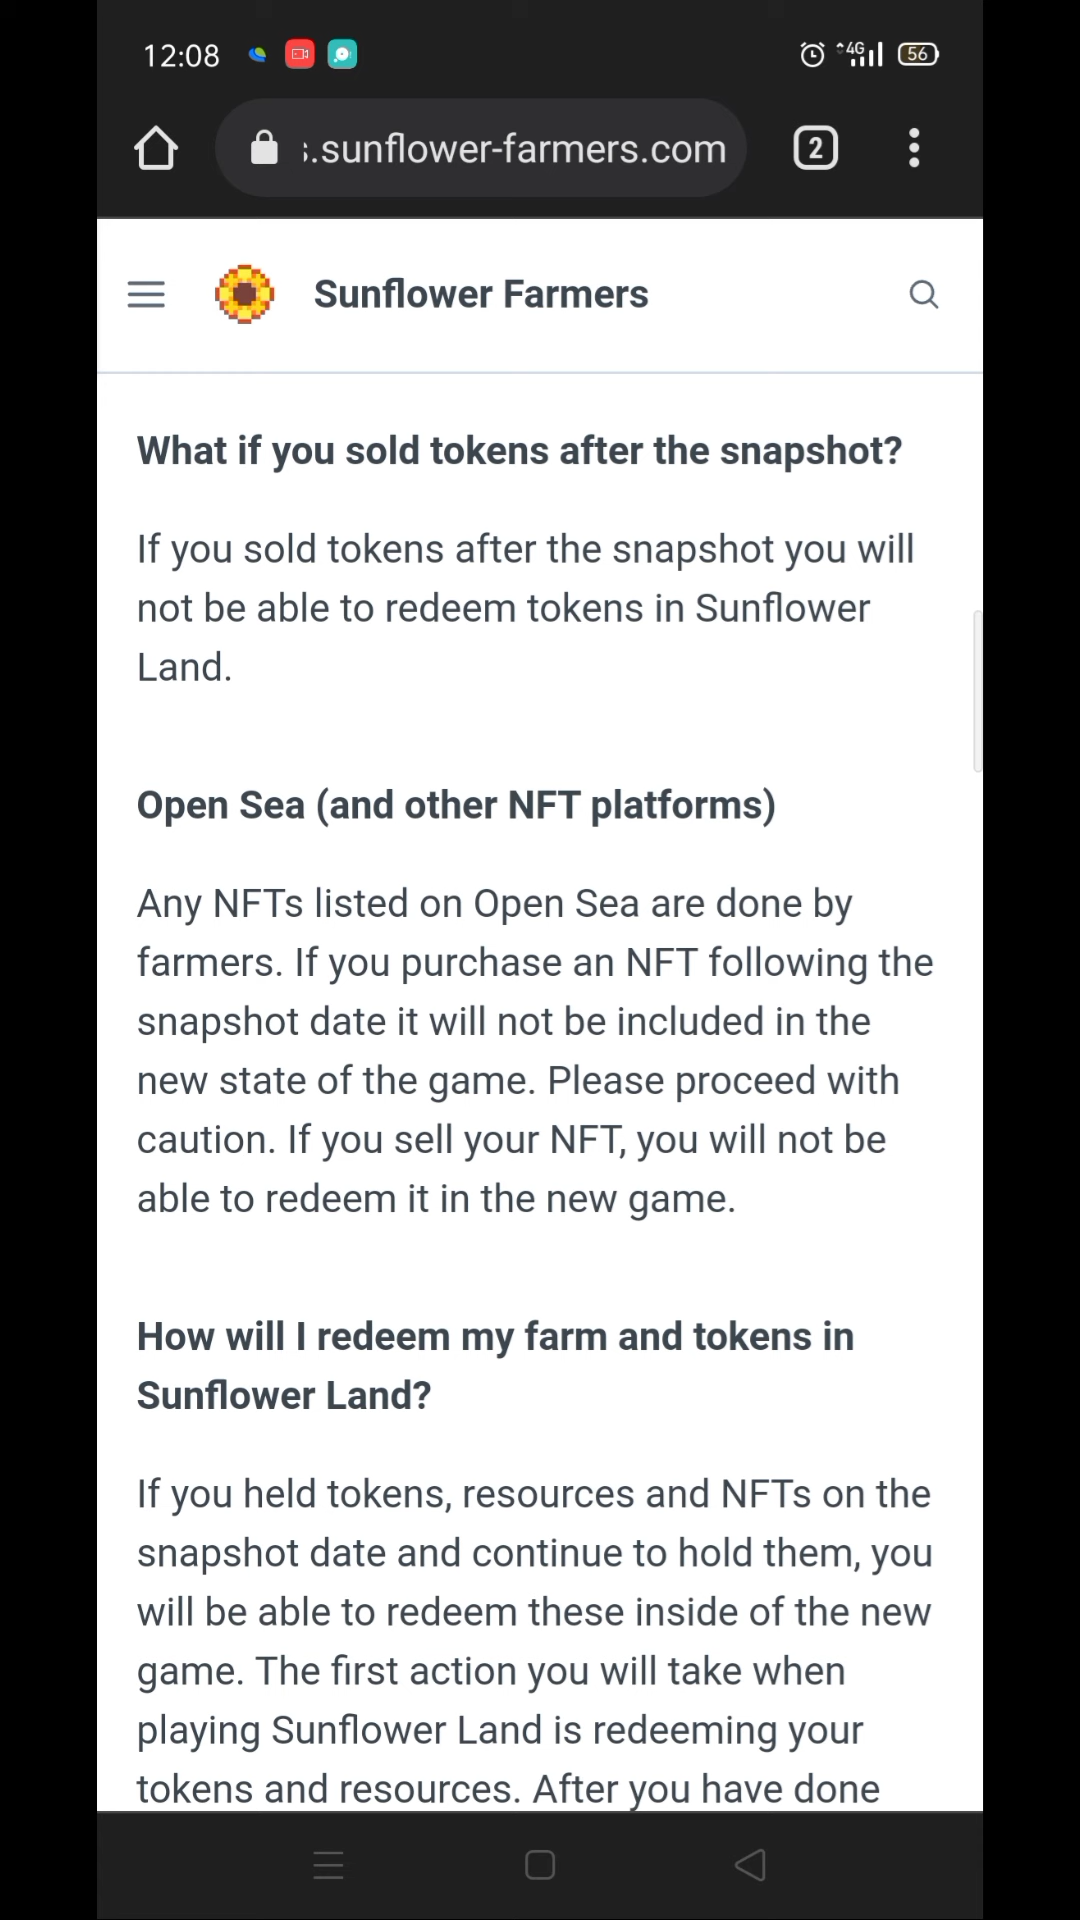 12:08
4G
56
s.sunflower-farmers.com
2
Sunflower Farmers
What if you sold tokens after the snapshot?
If you sold tokens after the snapshot you will
not be able to redeem tokens in Sunflower
Land.
Open Sea (and other NFT platforms)
Any NFTs listed on Open Sea are done by
farmers. If you purchase an NFT following the
snapshot date it will not be included in the
new state of the game. Please proceed with
caution. If you sell your NFT, you will not be
able to redeem it in the new game.
How will I redeem my farm and tokens in
Sunflower Land?
If you held tokens, resources and NFTs on the
snapshot date and continue to hold them, you
will be able to redeem these inside of the new
game. The first action you will take when
playing Sunflower Land is redeeming your
tokens and resources. After you have done